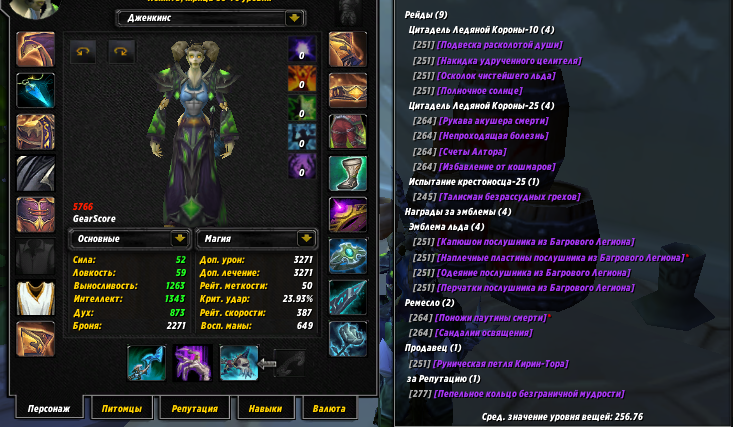 Дженкинс
0
0
0
0
0
5766
GearScore
Основные
Магия
Сила: 52
Ловкость: 59
Выносливость: 1263
Интеллект: 1343
Дух: 873
Броня: 2271
Доп. урон: 3271
Доп. лечение: 3271
Рейт. меткости: 50
Крит. удар: 23.93%
Рейт. скорости: 387
Восп. маны: 649
Персонаж
Питомцы
Репутация
Навыки
Валюта
Рейды (9)
Цитадель Ледяной Короны-10 (4)
[251] [Подвеска расколотой души]
[251] [Накидка удрученного целителя]
[251] [Осколок чистейшего льда]
[251] [Полночное солнце]
Цитадель Ледяной Короны-25 (4)
[264] [Рукава акушера смерти]
[264] [Непроходящая болезнь]
[264] [Счеты Алтора]
[264] [Избавление от кошмаров]
Испытание крестоносца-25 (1)
[245] [Талисман безрассудных грехов]
Награды за эмблемы (4)
Эмблема льда (4)
[251] [Капюшон послушника из Багрового Легиона]
[251] [Наплечные пластины послушника из Багрового Легиона]*
[251] [Одеяние послушника из Багрового Легиона]
[251] [Перчатки послушника из Багрового Легиона]
Ремесло (2)
[264] [Поножи паутины смерти]*
[264] [Сандалии освящения]
Продавец (1)
[251] [Руническая петля Кирин-Тора]
за Репутацию (1)
[277] [Пепельное кольцо безграничной мудрости]
Сред. значение уровня вещей: 256.76